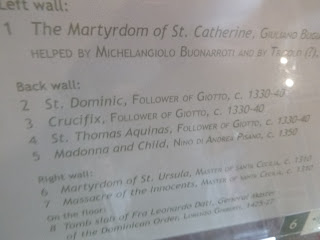 Left wall:
1 The Martyrdom of St. Catherine, GIULIANO BUGIA
HELPED BY MICHELANGIOLO BUONARROTI AND BY TRIBOLO (?),
Back wall:
2 St. Dominic, FOLLOWER OF GIOTTO, c. 1330-40
3 Crucifix, FOLLOWER OF GIOTTO, c. 1330-40
4 St. Thomas Aquinas, FOLLOWER OF GIOTTO, c. 1330-40
5 Madonna and Child, NINO DI ANDREA PISANO, c. 1350
Right wall:
6 Martyrdom of St. Ursula, MASTER OF SANTA CECILIA, c. 1310
7 Massacre of the Innocents, MASTER OF SANTA CECILIA, c. 1310
On the floor:
8 Tomb slab of Fra Leonardo Dati, General Master
of the Dominican Order, LORENZO GHIBERTI, 1425-27
6